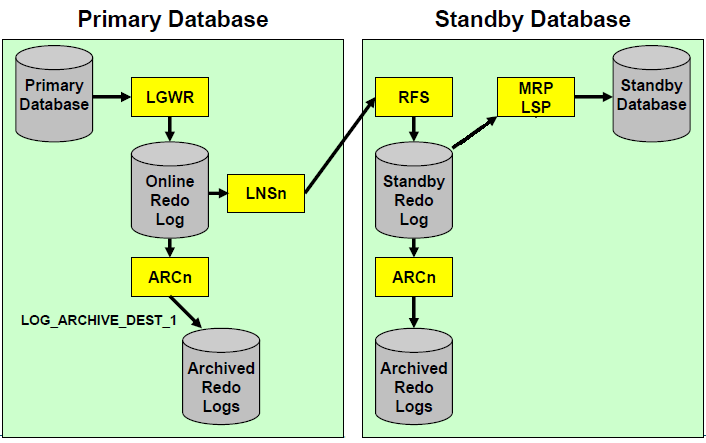 Primary Database
Standby Database
Primary
Database
LGWR
Online
Redo
Log
LNSn
ARCn
LOG_ARCHIVE_DEST_1
Archived
Redo
Logs
RFS
MRP
LSP
Standby
Database
Standby
Redo
Log
ARCn
Archived
Redo
Logs